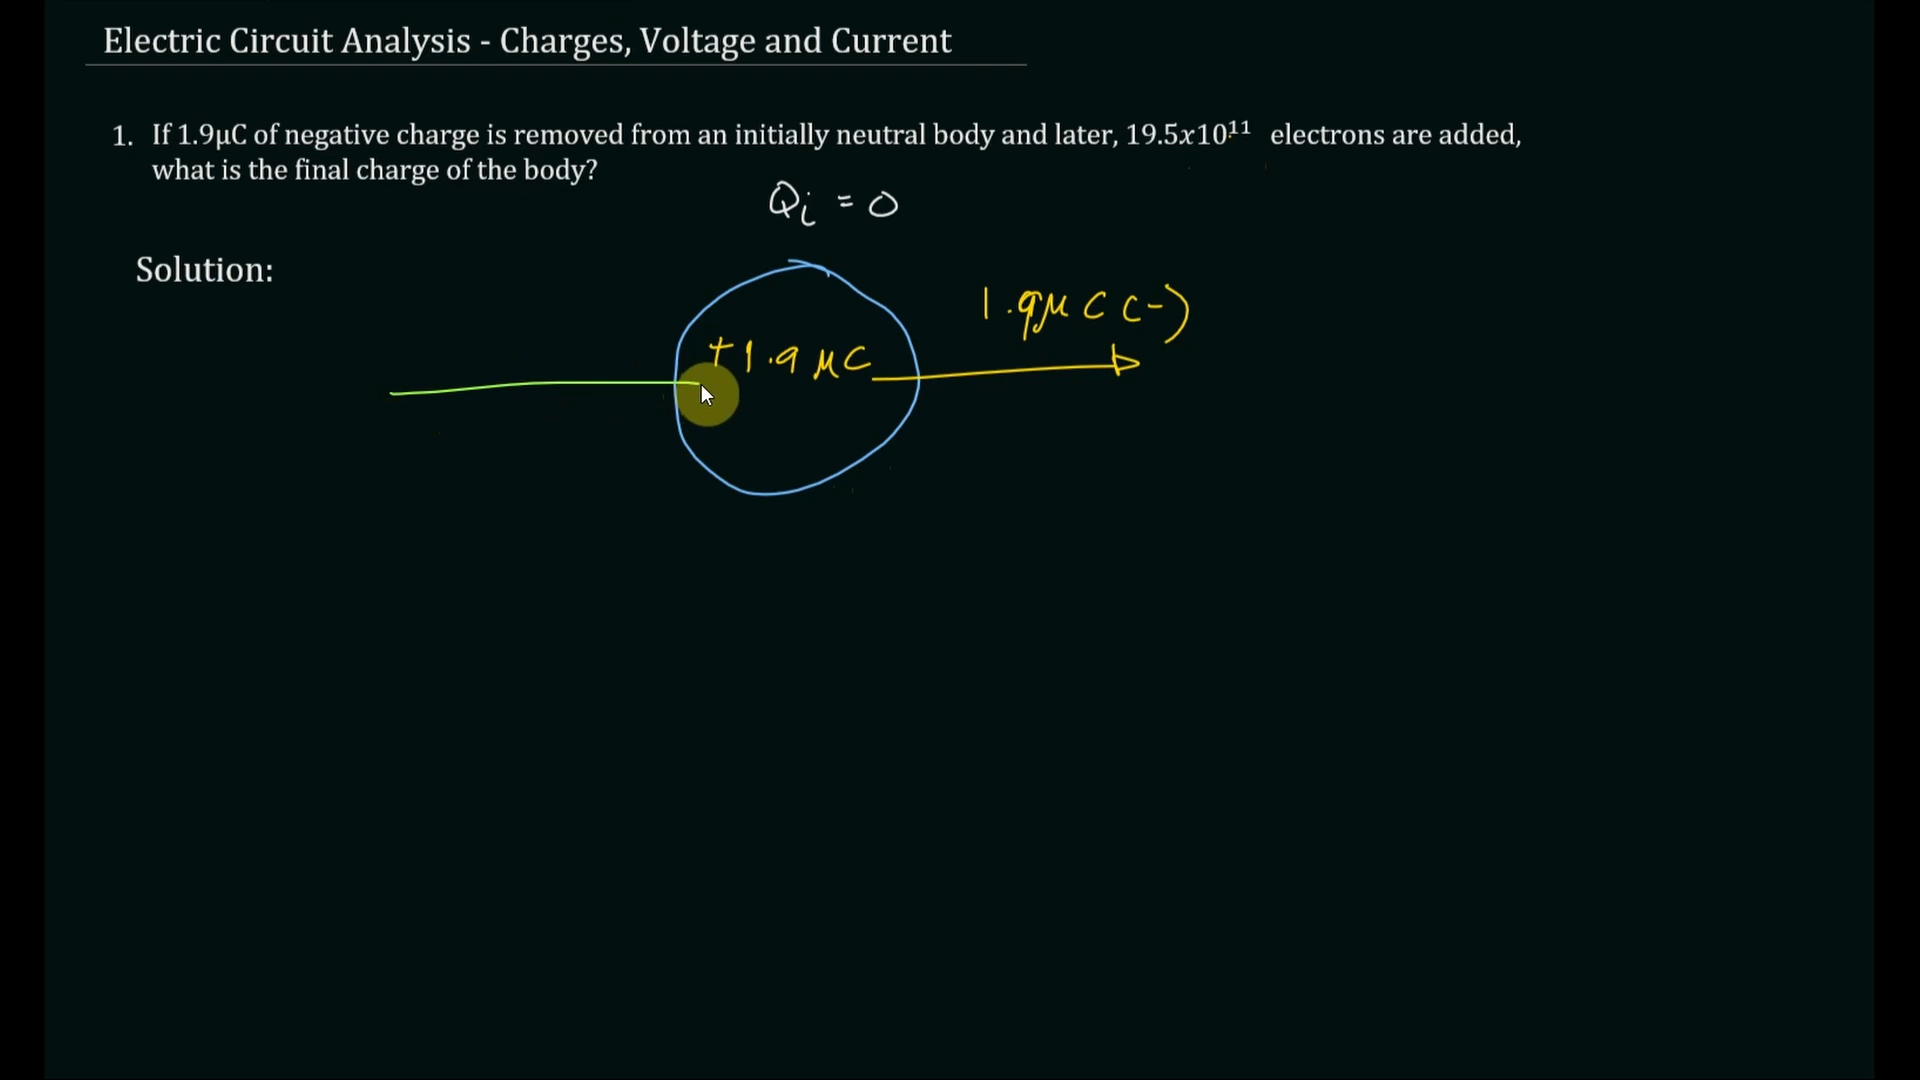 Electric Circuit Analysis - Charges, Voltage and Current
1. If 1.9μC of negative charge is removed from an initially neutral body and later, 19.5x10¹¹ electrons are added,
what is the final charge of the body?
Qi = 0
Solution:
1.9μC (-)
+1.9 μC